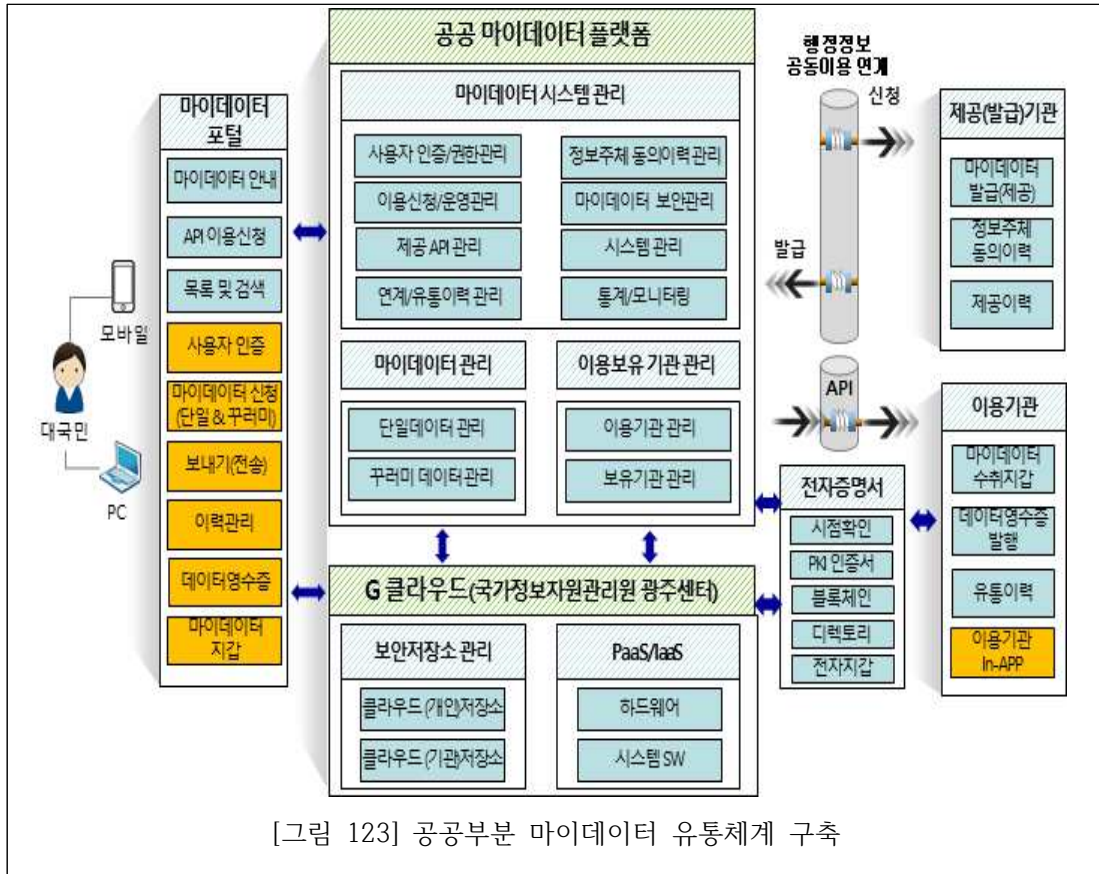 공공 마이데이터 플랫폼
마이데이터 시스템 관리
사용자 인증/권한관리
정보주체 동의이력 관리
이용신청/운영관리
마이데이터 보안관리
제공 API 관리
시스템 관리
연계/유통이력 관리
통계/모니터링
마이데이터 관리
단일데이터 관리
꾸러미 데이터 관리
이용보유 기관 관리
이용기관 관리
보유기관 관리
G 클라우드(국가정보자원관리원 광주센터)
보안저장소 관리
클라우드 (개인)저장소
클라우드 (기관)저장소
PaaS/IaaS
하드웨어
시스템 SW
마이데이터
포털
마이데이터 안내
API 이용신청
목록 및 검색
사용자 인증
마이데이터 신청
(단일 & 꾸러미)
보내기(전송)
이력관리
데이터영수증
마이데이터
지갑
모바일
대국민
PC
행정정보
공동이용 연계
신청
발급
API
제공(발급)기관
마이데이터
발급(제공)
정보주체
동의이력
제공이력
전자증명서
시점확인
PKI 인증서
블록체인
디렉토리
전자지갑
이용기관
마이데이터
수취지갑
데이터영수증
발행
유통이력
이용기관
In-APP
[그림 123] 공공부분 마이데이터 유통체계 구축